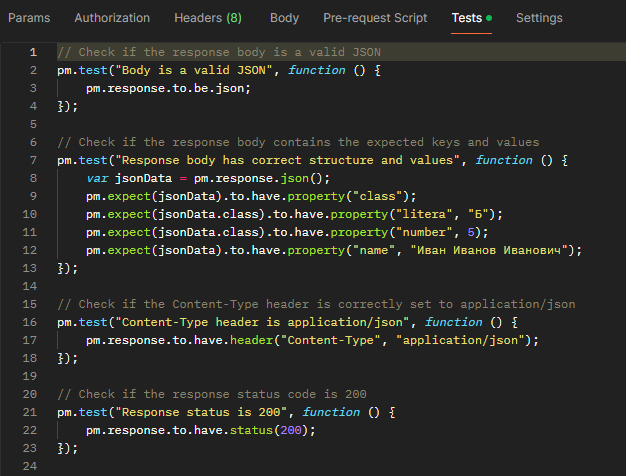 Params Authorization Headers (8) Body Pre-request Script Tests Settings
1 // Check if the response body is a valid JSON
2 pm.test("Body is a valid JSON", function () {
3 pm.response.to.be.json;
4 });
5
6 // Check if the response body contains the expected keys and values
7 pm.test("Response body has correct structure and values", function () {
8 var jsonData = pm.response.json();
9 pm.expect(jsonData).to.have.property("class");
10 pm.expect(jsonData.class).to.have.property("litera", "Б");
11 pm.expect(jsonData.class).to.have.property("number", 5);
12 pm.expect(jsonData).to.have.property("name", "Иван Иванов Иванович");
13 });
14
15 // Check if the Content-Type header is correctly set to application/json
16 pm.test("Content-Type header is application/json", function () {
17 pm.response.to.have.header("Content-Type", "application/json");
18 });
19
20 // Check if the response status code is 200
21 pm.test("Response status is 200", function () {
22 pm.response.to.have.status(200);
23 });
24